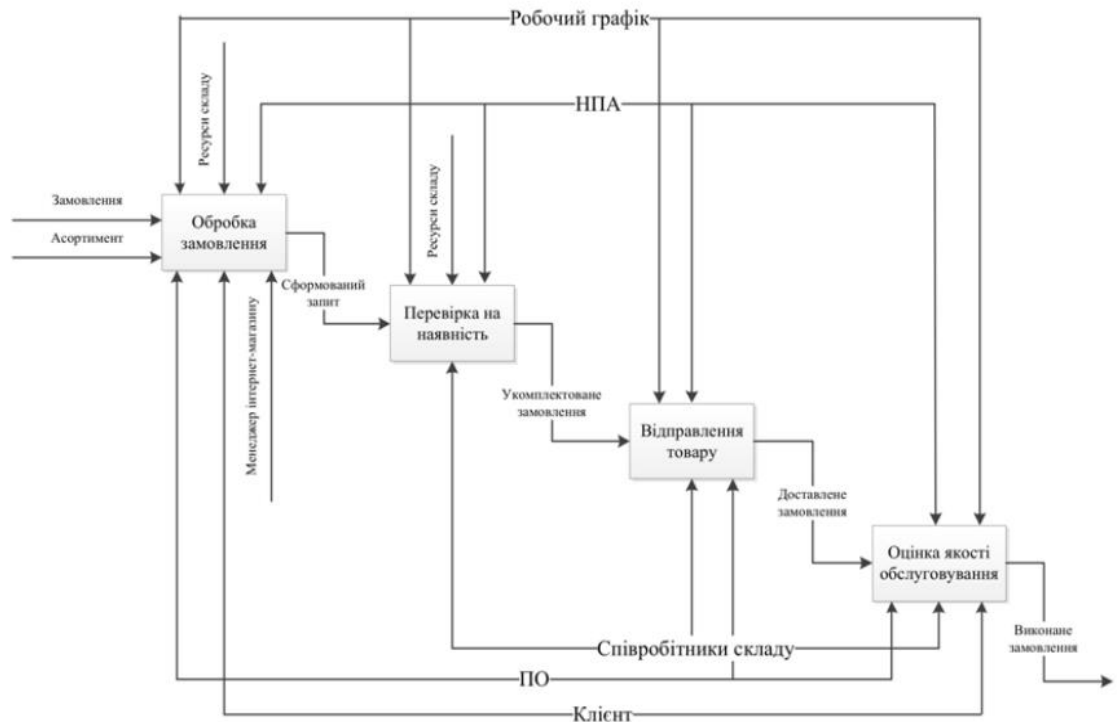 Робочий графік
Ресурси складу
НПА
Ресурси складу
Замовлення
Асортимент
Обробка
замовлення
Сформований
запит
Менеджер інтернет-магазину
Перевірка на
наявність
Укомплектоване
замовлення
Відправлення
товару
Доставлене
замовлення
Оцінка якості
обслуговування
Виконане
замовлення
Співробітники складу
ПО
Клієнт